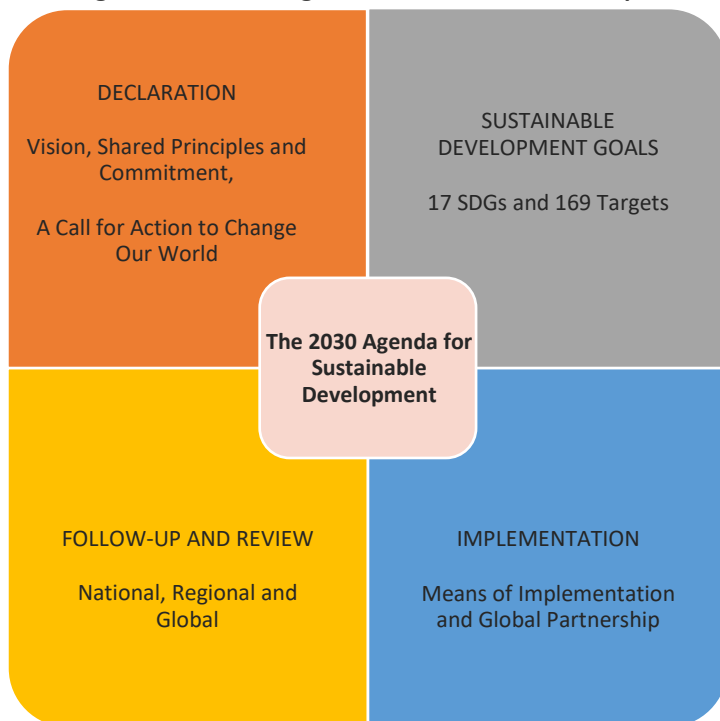 DECLARATION
Vision, Shared Principles and
Commitment,
A Call for Action to Change
Our World
SUSTAINABLE
DEVELOPMENT GOALS
17 SDGs and 169 Targets
The 2030 Agenda for
Sustainable
Development
FOLLOW-UP AND REVIEW
National, Regional and
Global
IMPLEMENTATION
Means of Implementation
and Global Partnership